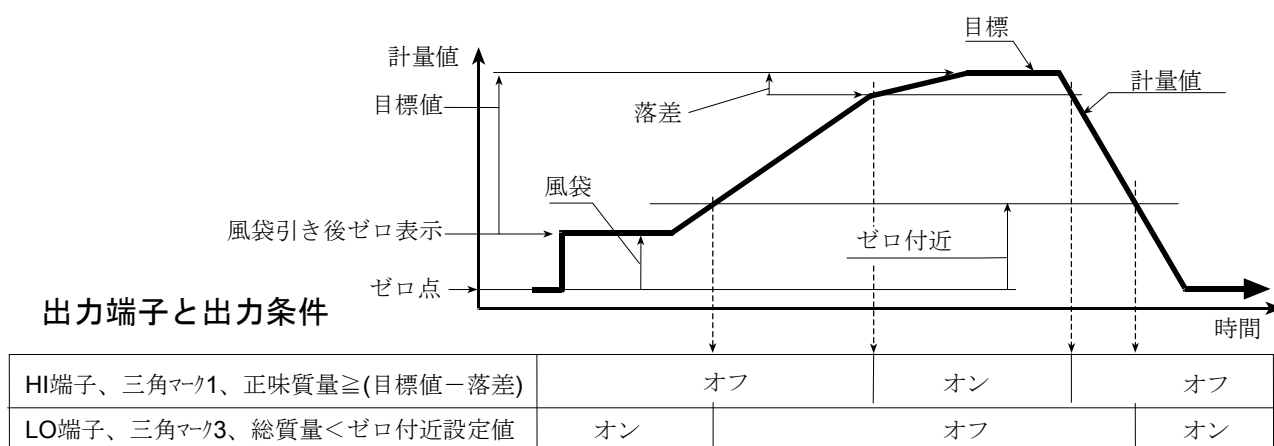 目標
計量値
計量値
目標値
落差
風袋
風袋引き後ゼロ表示
ゼロ付近
ゼロ点
出力端子と出力条件
時間
HI端子、三角マーク1、正味質量≧(目標値－落差) オフ オン オフ
LO端子、三角マーク3、総質量＜ゼロ付近設定値 オン オフ オン